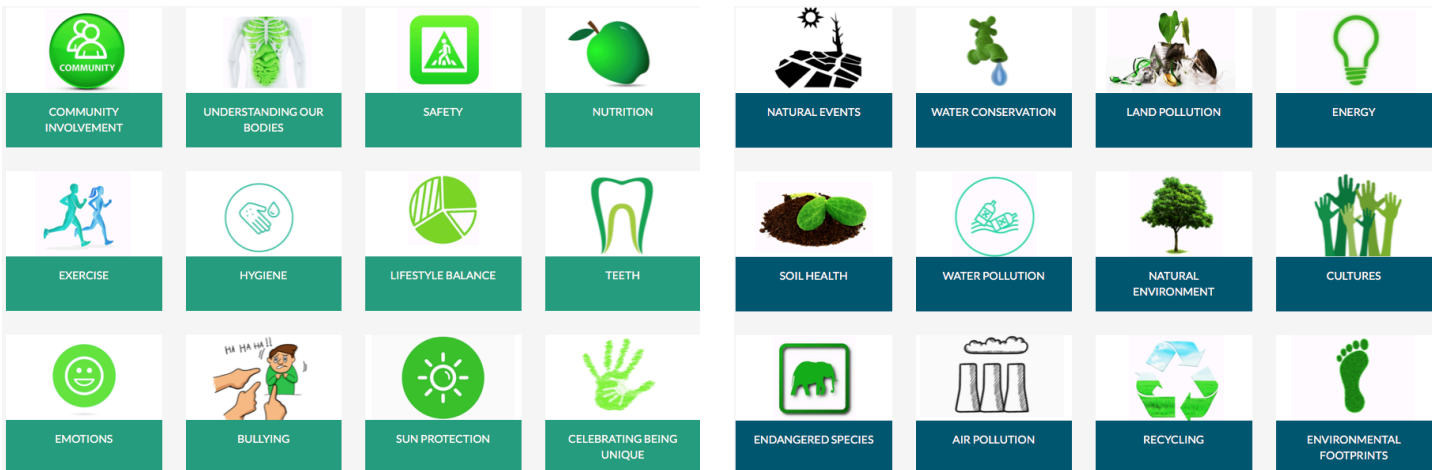 COMMUNITY
COMMUNITY
INVOLVEMENT
UNDERSTANDING OUR
BODIES
SAFETY
NUTRITION
EXERCISE
HYGIENE
LIFESTYLE BALANCE
TEETH
HA HA HA!!
EMOTIONS
BULLYING
SUN PROTECTION
CELEBRATING BEING
UNIQUE
NATURAL EVENTS
WATER CONSERVATION
LAND POLLUTION
ENERGY
SOIL HEALTH
WATER POLLUTION
NATURAL
ENVIRONMENT
CULTURES
ENDANGERED SPECIES
AIR POLLUTION
RECYCLING
ENVIRONMENTAL
FOOTPRINTS